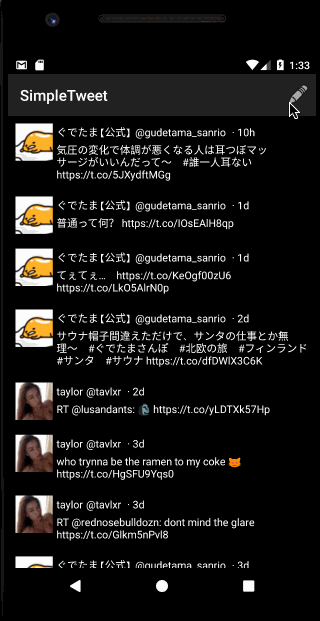 1:33
SimpleTweet
ぐでたま【公式】 @gudetama_sanrio · 10h
気圧の変化で体調が悪くなる人は耳つぼマッ
サージがいいんだって〜　#誰一人耳ない
https://t.co/5JXydftMGg
ぐでたま【公式】 @gudetama_sanrio · 1d
普通って何？ https://t.co/IOsEAlH8qp
ぐでたま【公式】 @gudetama_sanrio · 1d
てぇてぇ…　https://t.co/KeOgf00zU6
https://t.co/LkO5AlrN0p
ぐでたま【公式】 @gudetama_sanrio · 2d
サウナ帽子間違えただけで、サンタの仕事とか無
理〜　#ぐでたまさんぽ　#北欧の旅　#フィンランド
#サンタ　#サウナ https://t.co/dfDWlX3C6K
taylor @tavlxr · 2d
RT @lusandants: 🗿 https://t.co/yLDTXk57Hp
taylor @tavlxr · 3d
who trynna be the ramen to my coke 😼
https://t.co/HgSFU9Yqs0
taylor @tavlxr · 3d
RT @rednosebulldozn: dont mind the glare
https://t.co/Glkm5nPvl8
ぐでたま【公式】 @gudetama_sanrio · 3d